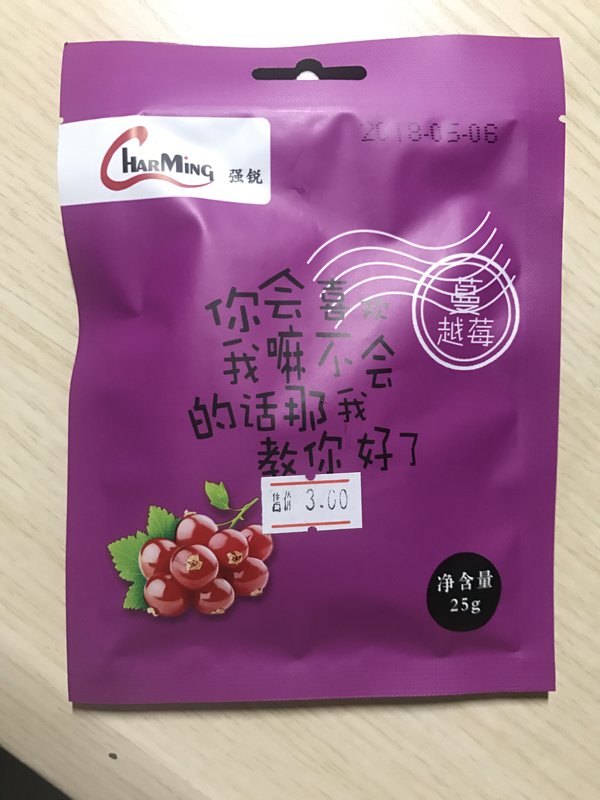 CHARMING 强锐
2018-05-06
蔓
越莓
你会喜欢
我嘛不会
的话那我
教你好了
售价 3.00
净含量
25g